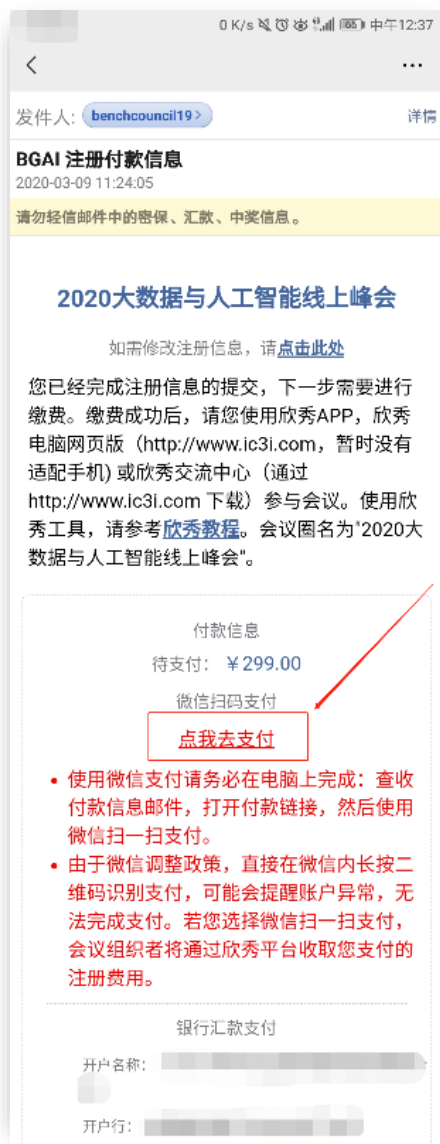 0 K/s 65 中午12:37
发件人: benchcouncil19 > 详情
BGAI 注册付款信息
2020-03-09 11:24:05
请勿轻信邮件中的密保、汇款、中奖信息。
2020大数据与人工智能线上峰会
如需修改注册信息，请点击此处
您已经完成注册信息的提交，下一步需要进行
缴费。缴费成功后，请您使用欣秀APP，欣秀
电脑网页版（http://www.ic3i.com，暂时没有
适配手机) 或欣秀交流中心（通过
http://www.ic3i.com 下载）参与会议。使用欣
秀工具，请参考欣秀教程。会议圈名为"2020大
数据与人工智能线上峰会"。
付款信息
待支付： ￥299.00
微信扫码支付
点我去支付
• 使用微信支付请务必在电脑上完成：查收
付款信息邮件，打开付款链接，然后使用
微信扫一扫支付。
• 由于微信调整政策，直接在微信内长按二
维码识别支付，可能会提醒账户异常，无
法完成支付。若您选择微信扫一扫支付，
会议组织者将通过欣秀平台收取您支付的
注册费用。
银行汇款支付
开户名称：
开户行：